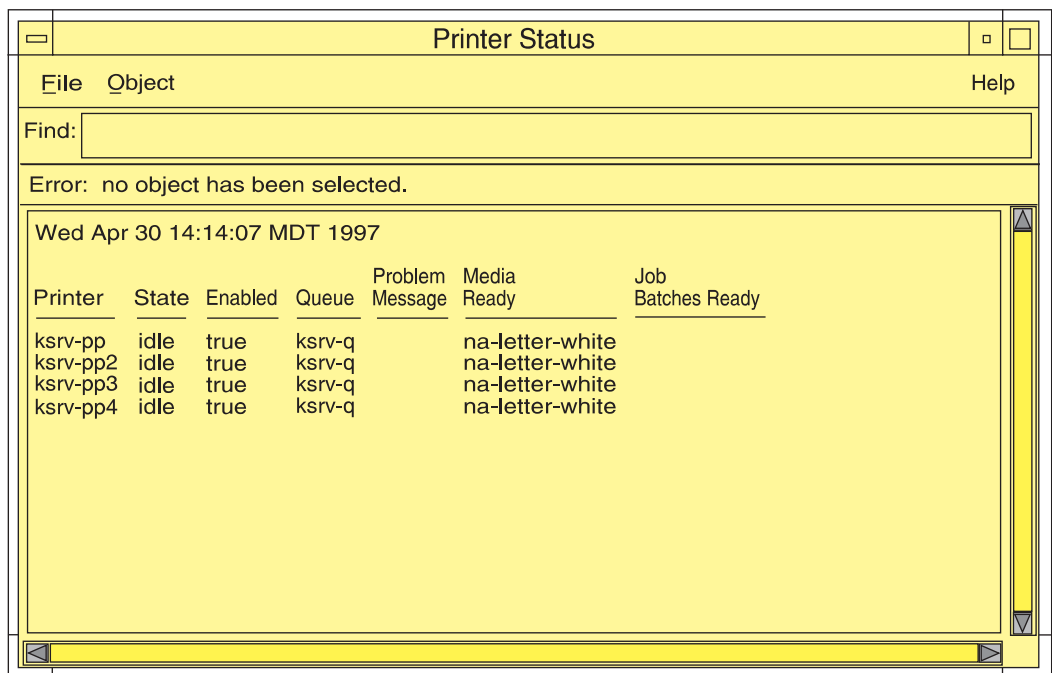 Printer Status
File Object Help
Find:
Error: no object has been selected.
Wed Apr 30 14:14:07 MDT 1997
Problem Media Job
Printer State Enabled Queue Message Ready Batches Ready
ksrv-pp idle true ksrv-q na-letter-white
ksrv-pp2 idle true ksrv-q na-letter-white
ksrv-pp3 idle true ksrv-q na-letter-white
ksrv-pp4 idle true ksrv-q na-letter-white